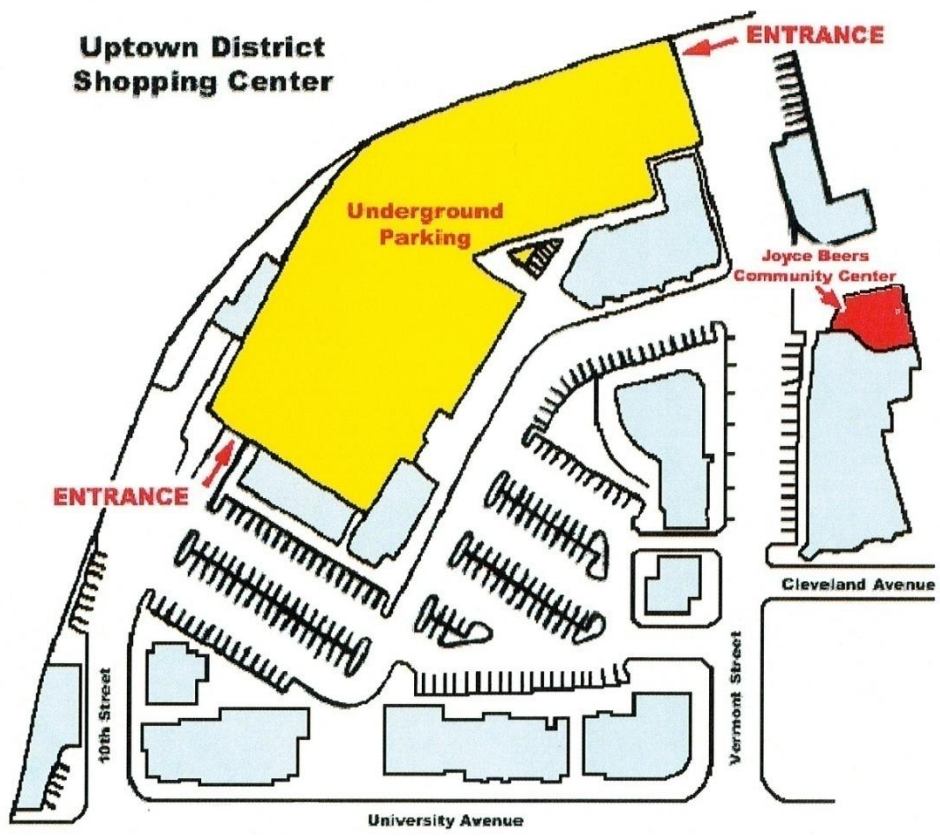 Uptown District
Shopping Center
ENTRANCE
Underground
Parking
Joyce Beers
Community Center
ENTRANCE
Cleveland Avenue
10th Street
Vermont Street
University Avenue